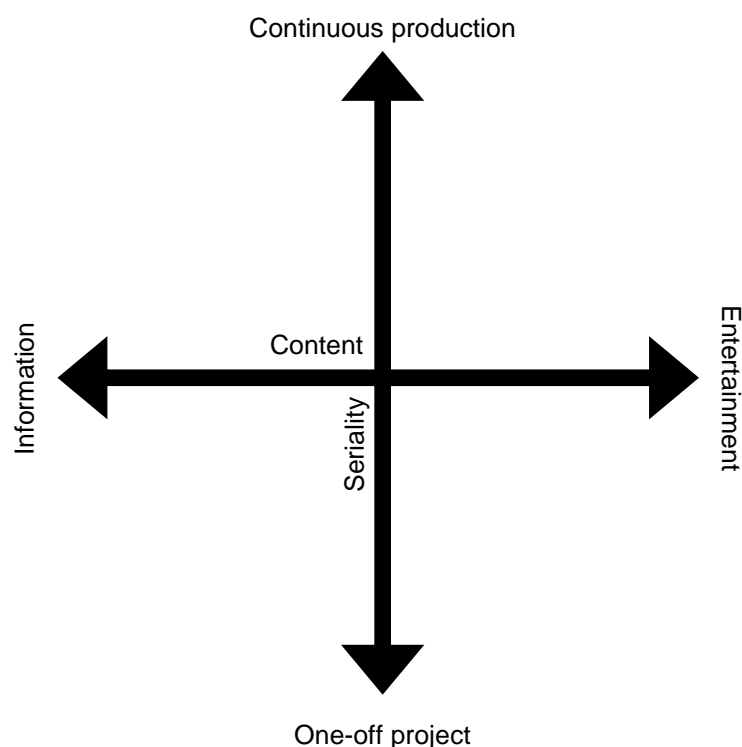 Continuous production
Information
Content
Seriality
Entertainment
One-off project